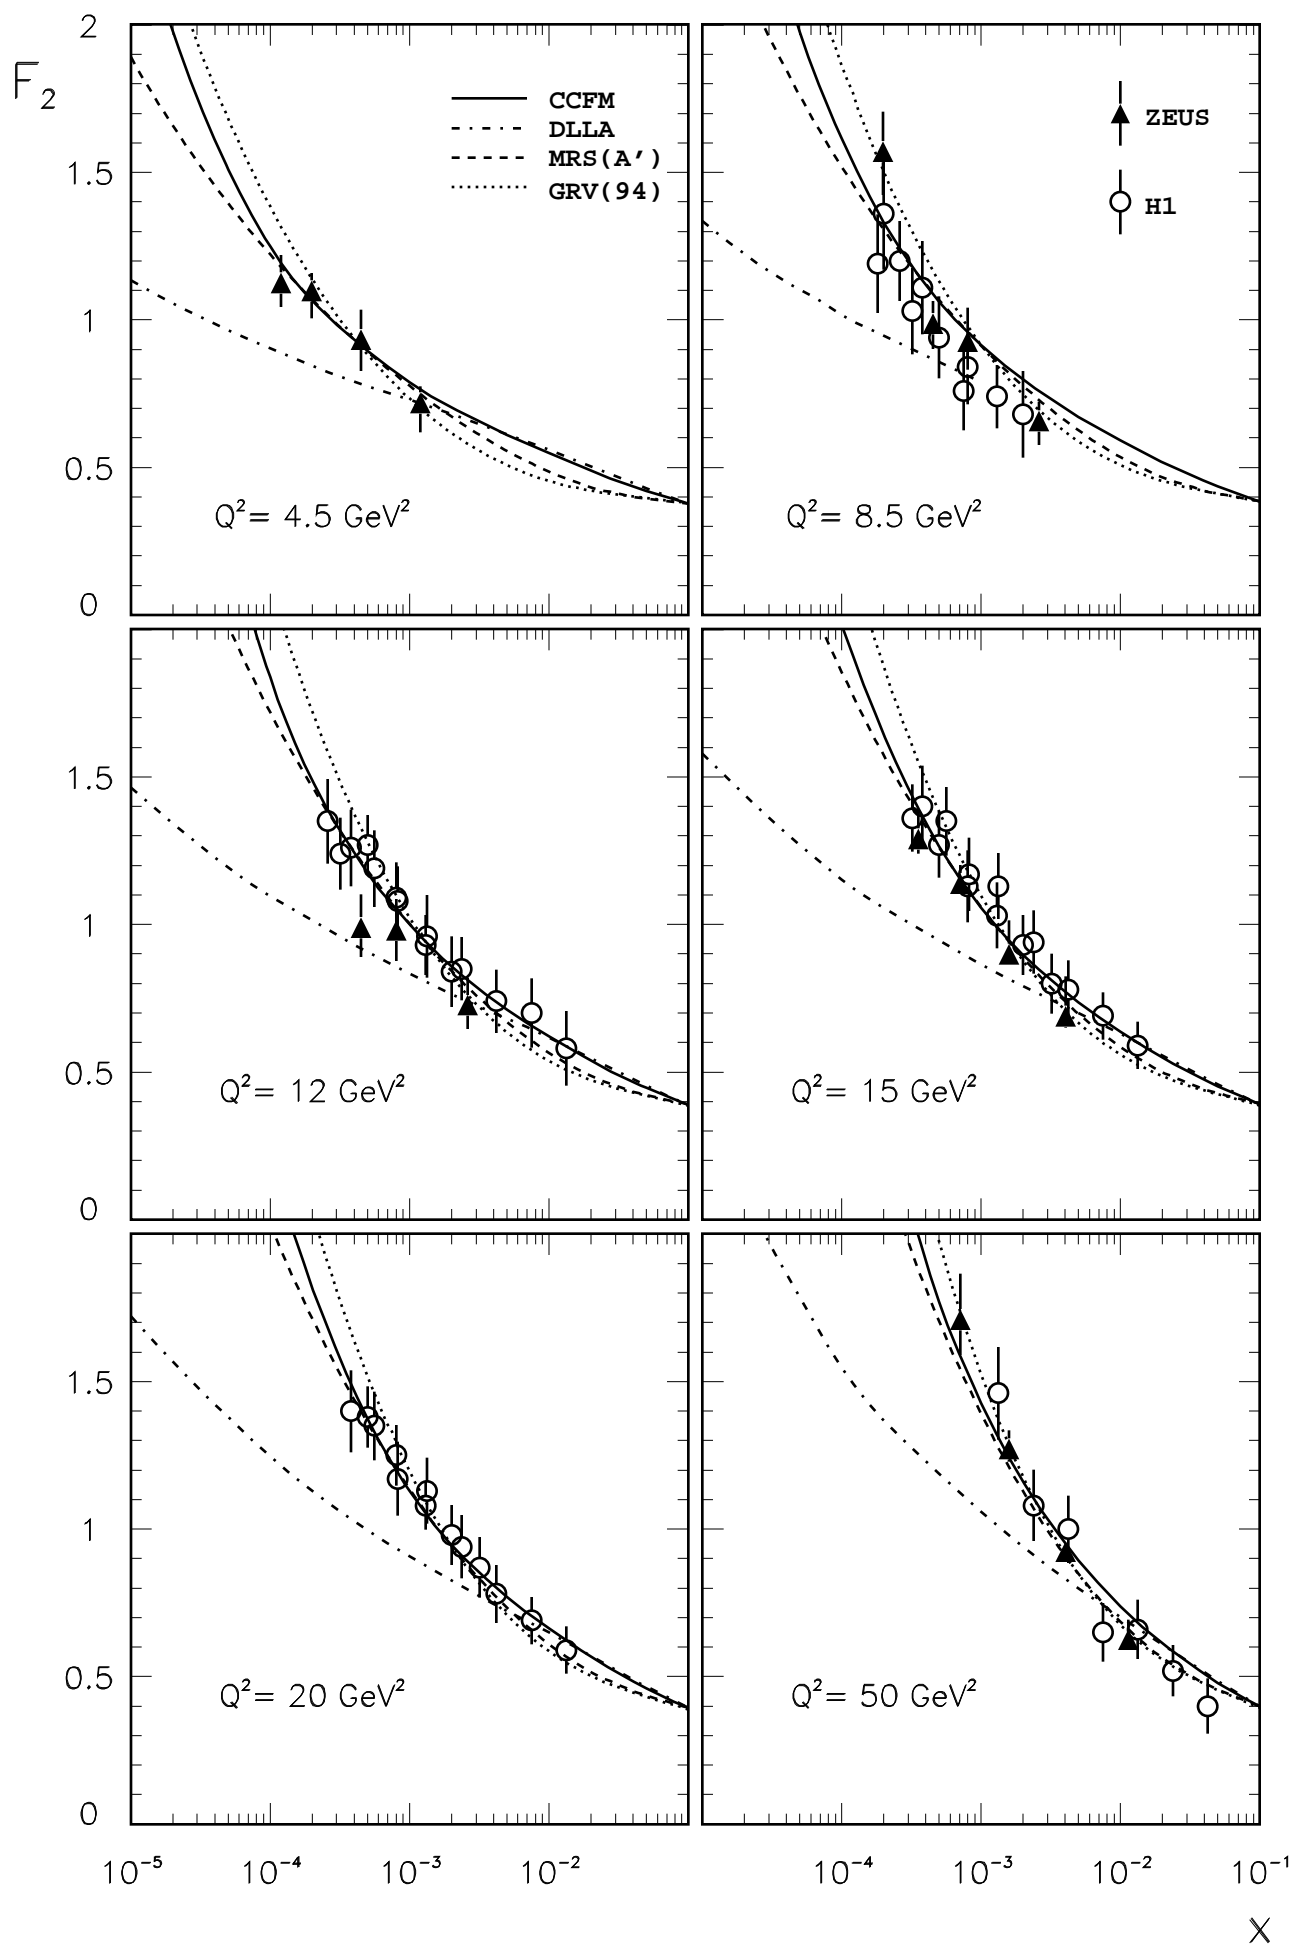 2
F₂
CCFM
DLLA
MRS(A′)
GRV(94)
ZEUS
H1
1.5
1
0.5
Q²= 4.5 GeV²
Q²= 8.5 GeV²
0
1.5
1
0.5
Q²= 12 GeV²
Q²= 15 GeV²
0
1.5
1
0.5
Q²= 20 GeV²
Q²= 50 GeV²
0
10⁻⁵ 10⁻⁴ 10⁻³ 10⁻² 10⁻⁴ 10⁻³ 10⁻² 10⁻¹
x